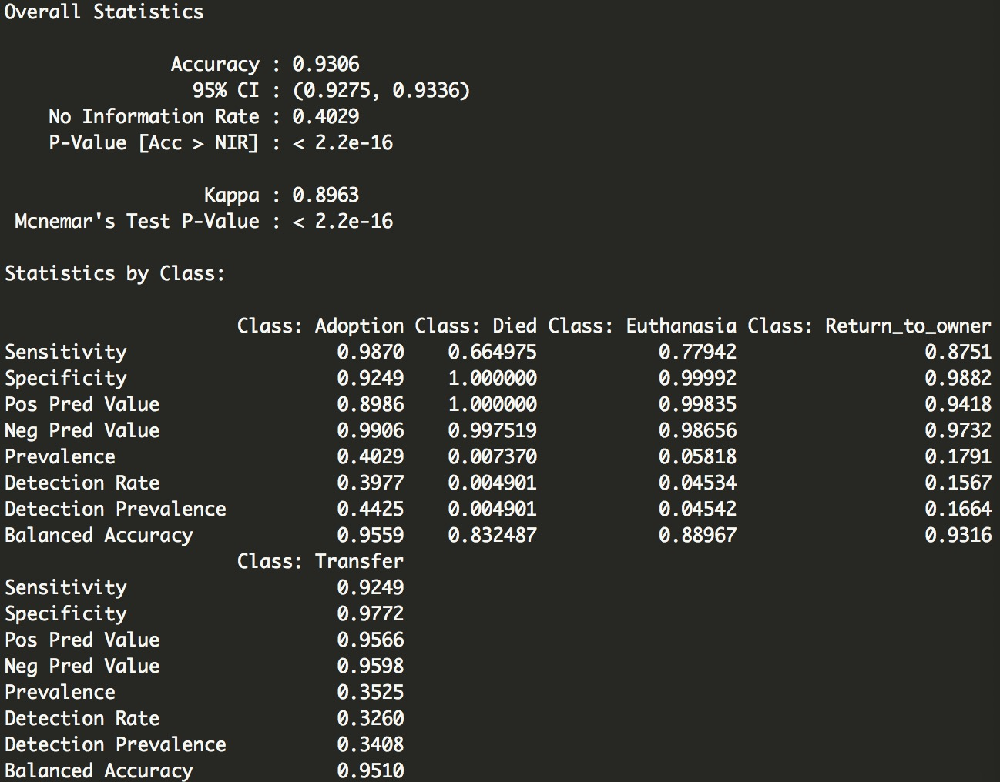 Overall Statistics
Accuracy : 0.9306
95% CI : (0.9275, 0.9336)
No Information Rate : 0.4029
P-Value [Acc > NIR] : < 2.2e-16
Kappa : 0.8963
Mcnemar's Test P-Value : < 2.2e-16
Statistics by Class:
Class: Adoption Class: Died Class: Euthanasia Class: Return_to_owner
Sensitivity 0.9870 0.664975 0.77942 0.8751
Specificity 0.9249 1.000000 0.99992 0.9882
Pos Pred Value 0.8986 1.000000 0.99835 0.9418
Neg Pred Value 0.9906 0.997519 0.98656 0.9732
Prevalence 0.4029 0.007370 0.05818 0.1791
Detection Rate 0.3977 0.004901 0.04534 0.1567
Detection Prevalence 0.4425 0.004901 0.04542 0.1664
Balanced Accuracy 0.9559 0.832487 0.88967 0.9316
Class: Transfer
Sensitivity 0.9249
Specificity 0.9772
Pos Pred Value 0.9566
Neg Pred Value 0.9598
Prevalence 0.3525
Detection Rate 0.3260
Detection Prevalence 0.3408
Balanced Accuracy 0.9510